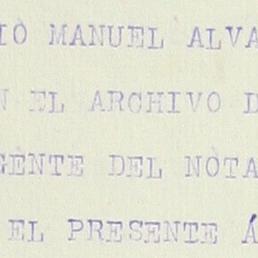 IO MANUEL ALVA
N EL ARCHIVO D
GENTE DEL NOTA
EL PRESENTE Á